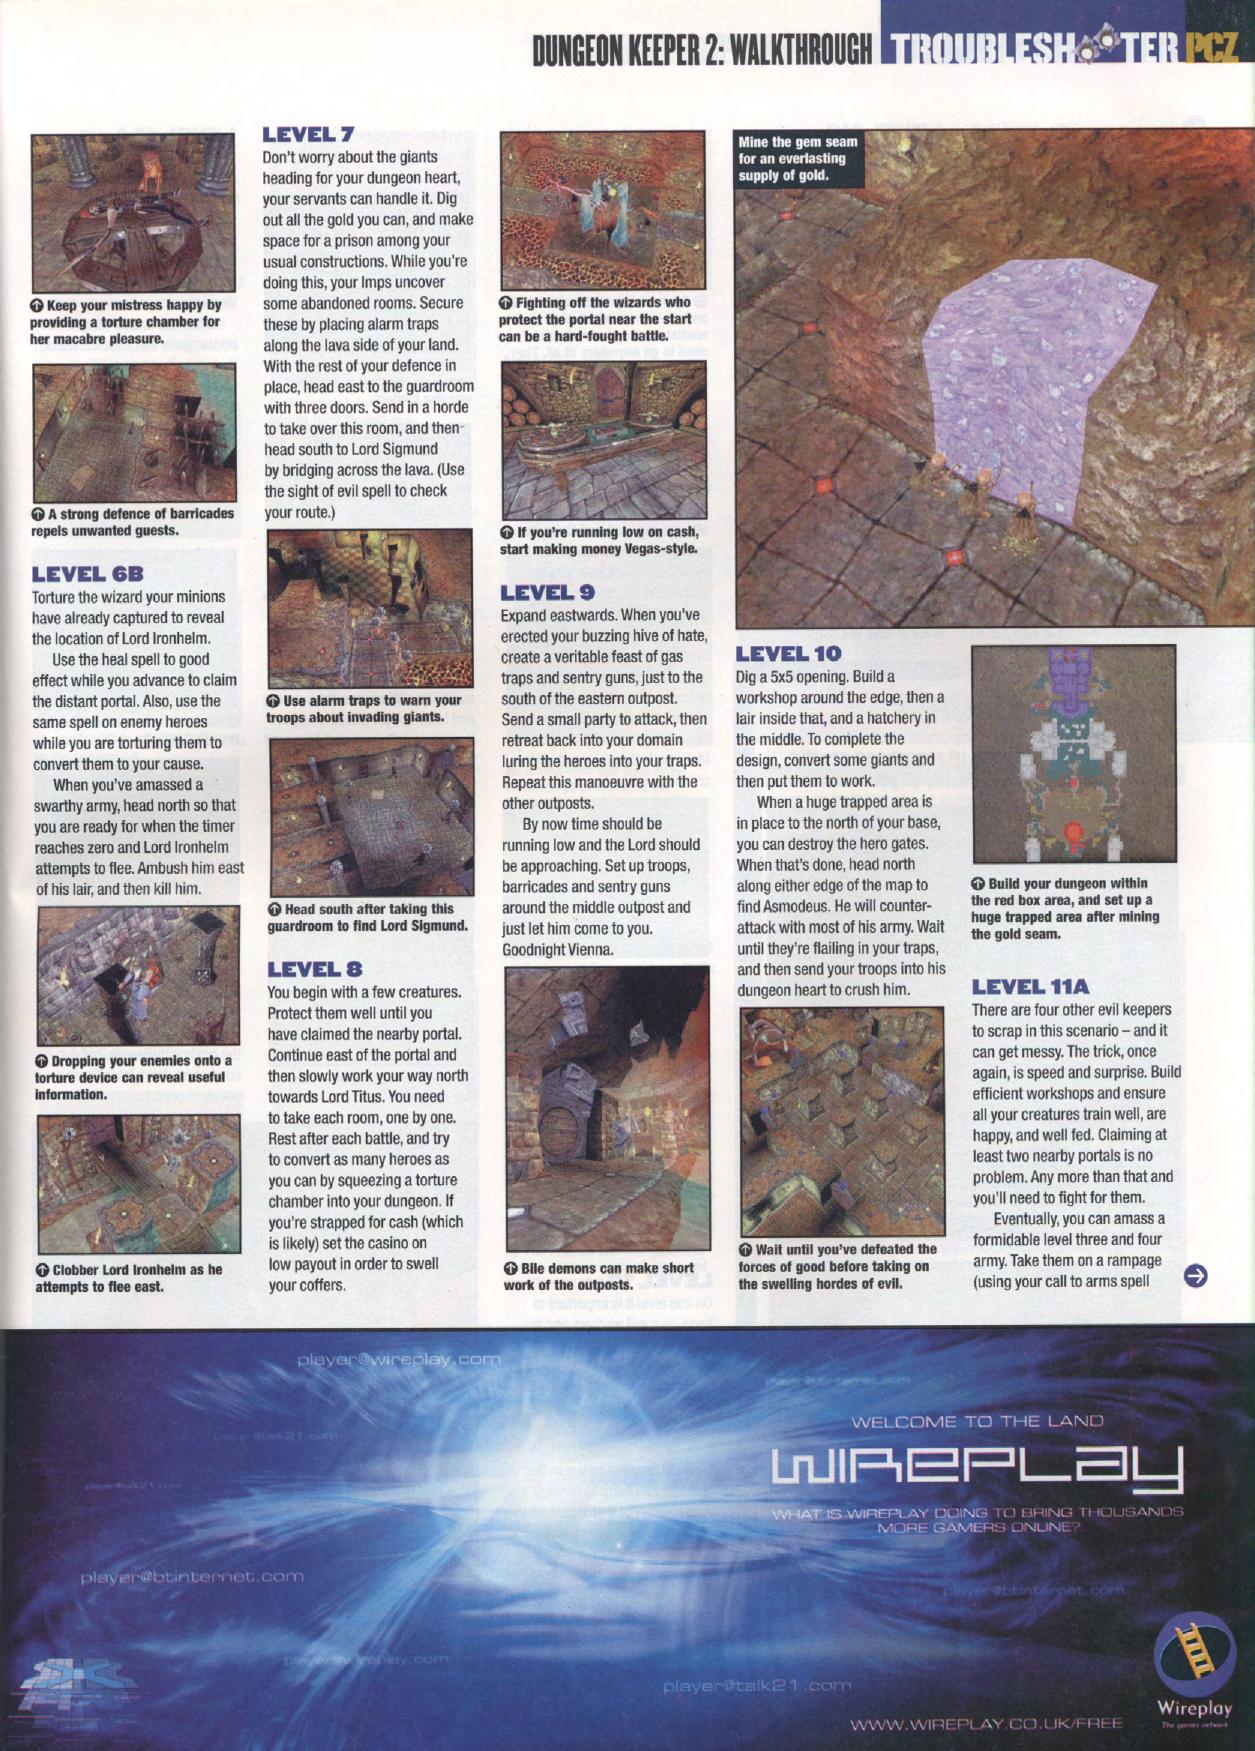 DUNGEON KEEPER 2: WALKTHROUGH TROUBLESHOOTER PCZ
Keep your mistress happy by
providing a torture chamber for
her macabre pleasure.
A strong defence of barricades
repels unwanted guests.
LEVEL 6B
Torture the wizard your minions
have already captured to reveal
the location of Lord Ironhelm.
Use the heal spell to good
effect while you advance to claim
the distant portal. Also, use the
same spell on enemy heroes
while you are torturing them to
convert them to your cause.
When you've amassed a
swarthy army, head north so that
you are ready for when the timer
reaches zero and Lord Ironhelm
attempts to flee. Ambush him east
of his lair, and then kill him.
Dropping your enemies onto a
torture device can reveal useful
information.
Clobber Lord Ironhelm as he
attempts to flee east.
LEVEL 7
Don't worry about the giants
heading for your dungeon heart,
your servants can handle it. Dig
out all the gold you can, and make
space for a prison among your
usual constructions. While you're
doing this, your Imps uncover
some abandoned rooms. Secure
these by placing alarm traps
along the lava side of your land.
With the rest of your defence in
place, head east to the guardroom
with three doors. Send in a horde
to take over this room, and then
head south to Lord Sigmund
by bridging across the lava. (Use
the sight of evil spell to check
your route.)
Use alarm traps to warn your
troops about invading giants.
Head south after taking this
guardroom to find Lord Sigmund.
LEVEL 8
You begin with a few creatures.
Protect them well until you
have claimed the nearby portal.
Continue east of the portal and
then slowly work your way north
towards Lord Titus. You need
to take each room, one by one.
Rest after each battle, and try
to convert as many heroes as
you can by squeezing a torture
chamber into your dungeon. If
you're strapped for cash (which
is likely) set the casino on
low payout in order to swell
your coffers.
Fighting off the wizards who
protect the portal near the start
can be a hard-fought battle.
If you're running low on cash,
start making money Vegas-style.
LEVEL 9
Expand eastwards. When you've
erected your buzzing hive of hate,
create a veritable feast of gas
traps and sentry guns, just to the
south of the eastern outpost.
Send a small party to attack, then
retreat back into your domain
luring the heroes into your traps.
Repeat this manoeuvre with the
other outposts.
By now time should be
running low and the Lord should
be approaching. Set up troops,
barricades and sentry guns
around the middle outpost and
just let him come to you.
Goodnight Vienna.
Bile demons can make short
work of the outposts.
Mine the gem seam
for an everlasting
supply of gold.
LEVEL 10
Dig a 5x5 opening. Build a
workshop around the edge, then a
lair inside that, and a hatchery in
the middle. To complete the
design, convert some giants and
then put them to work.
When a huge trapped area is
in place to the north of your base,
you can destroy the hero gates.
When that's done, head north
along either edge of the map to
find Asmodeus. He will counter-
attack with most of his army. Wait
until they're flailing in your traps,
and then send your troops into his
dungeon heart to crush him.
Wait until you've defeated the
forces of good before taking on
the swelling hordes of evil.
Build your dungeon within
the red box area, and set up a
huge trapped area after mining
the gold seam.
LEVEL 11A
There are four other evil keepers
to scrap in this scenario – and it
can get messy. The trick, once
again, is speed and surprise. Build
efficient workshops and ensure
all your creatures train well, are
happy, and well fed. Claiming at
least two nearby portals is no
problem. Any more than that and
you'll need to fight for them.
Eventually, you can amass a
formidable level three and four
army. Take them on a rampage
(using your call to arms spell
player@wireplay.com
player@talk21.com
player@btinternet.com
player@wireplay.com
player@talk21.com
WELCOME TO THE LAND
WIREPLAY
WHAT IS WIREPLAY DOING TO BRING THOUSANDS
MORE GAMERS ONLINE?
player@btinternet.com
WWW.WIREPLAY.CO.UK/FREE
Wireplay
The games network